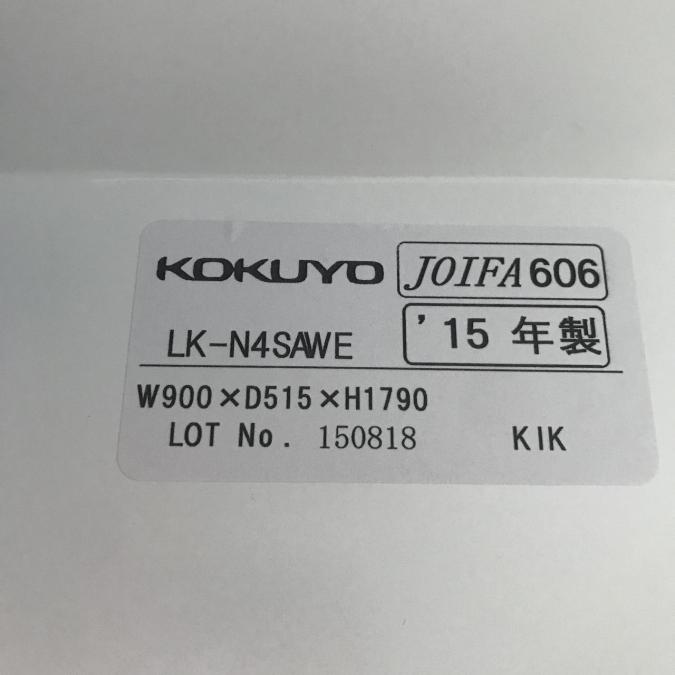 KOKUYO JOIFA606
LK-N4SAWE '15 年製
W900×D515×H1790
LOT No. 150818 KIK